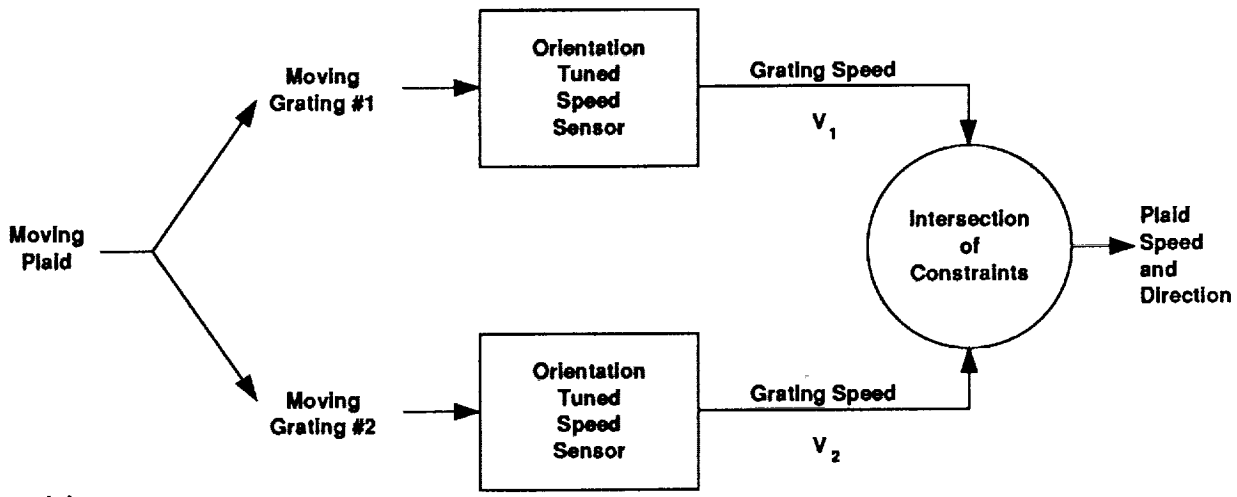 Moving
Plaid
Moving
Grating #1
Orientation
Tuned
Speed
Sensor
Grating Speed
V1
Moving
Grating #2
Orientation
Tuned
Speed
Sensor
Grating Speed
V2
Intersection
of
Constraints
Plaid
Speed
and
Direction